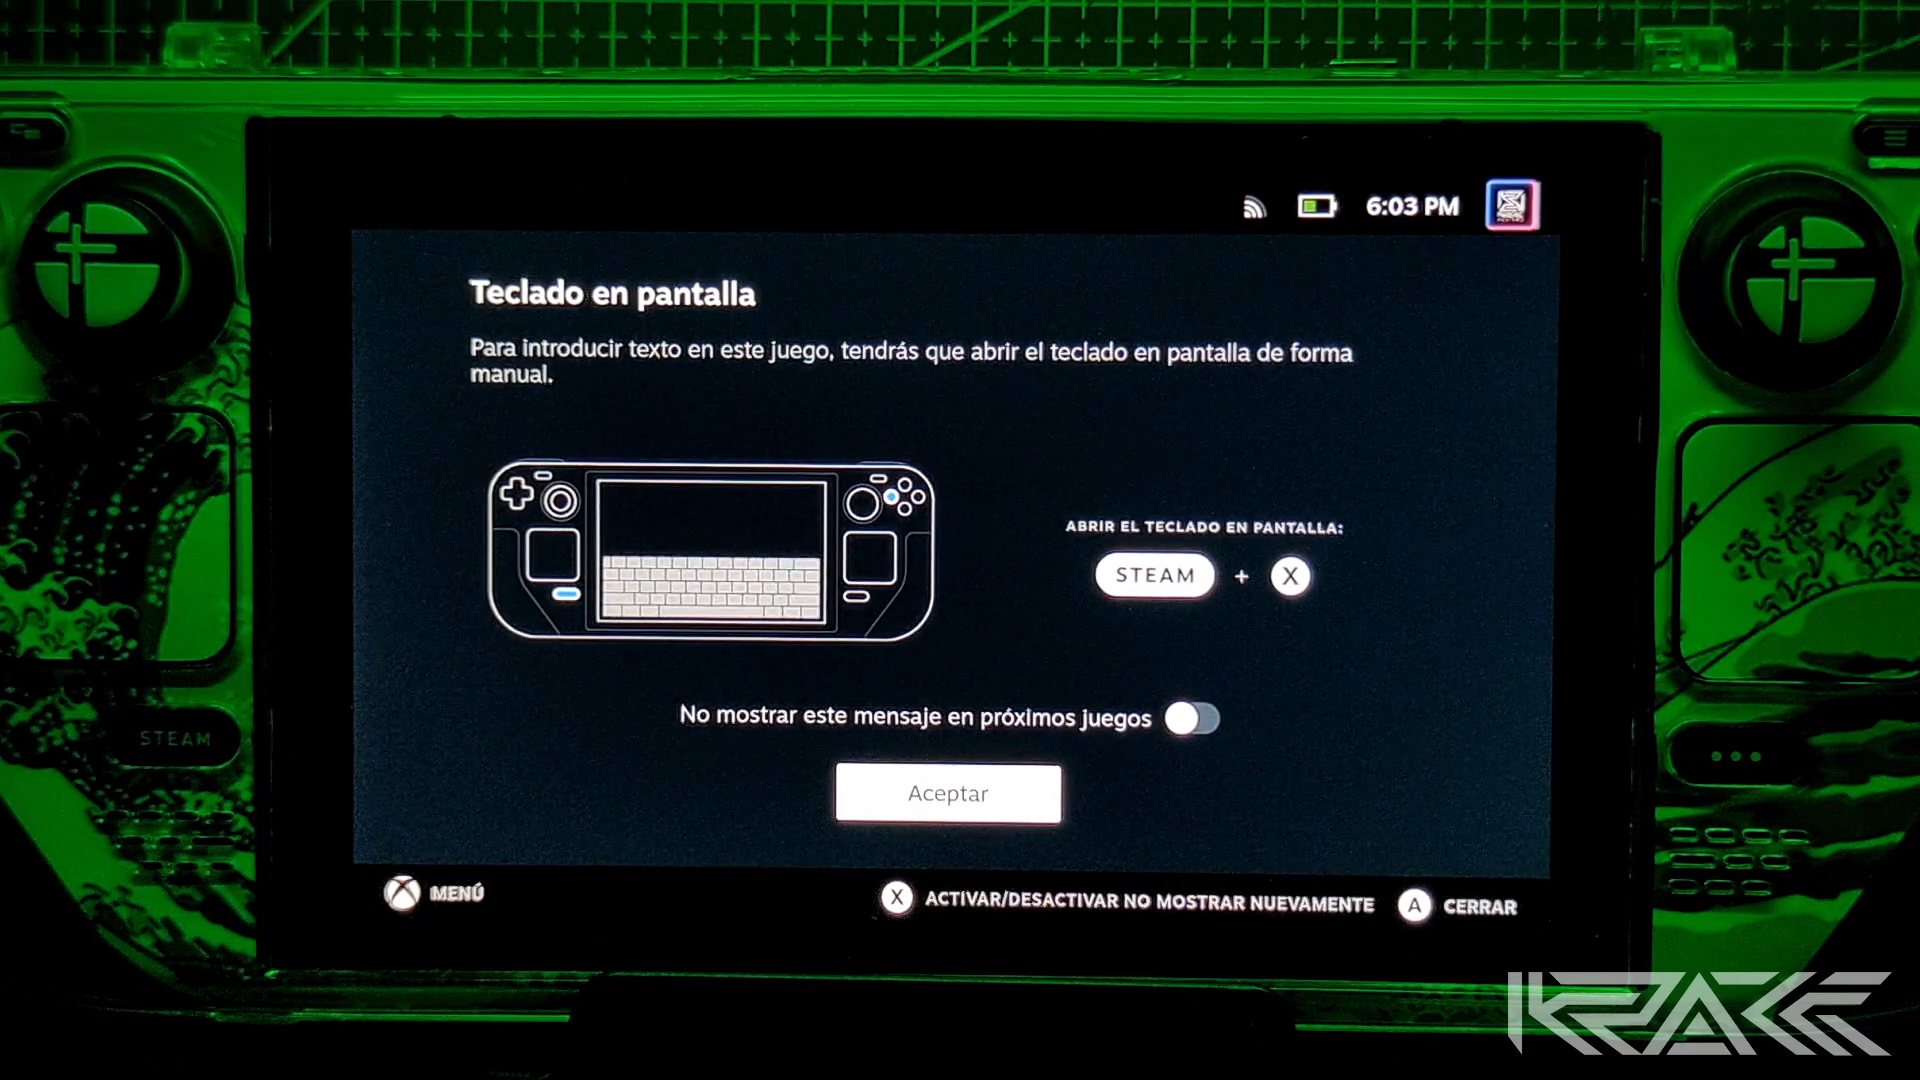 6:03 PM
Teclado en pantalla
Para introducir texto en este juego, tendrás que abrir el teclado en pantalla de forma
manual.
ABRIR EL TECLADO EN PANTALLA:
STEAM + X
No mostrar este mensaje en próximos juegos
STEAM
Aceptar
MENÚ
X ACTIVAR/DESACTIVAR NO MOSTRAR NUEVAMENTE
A CERRAR